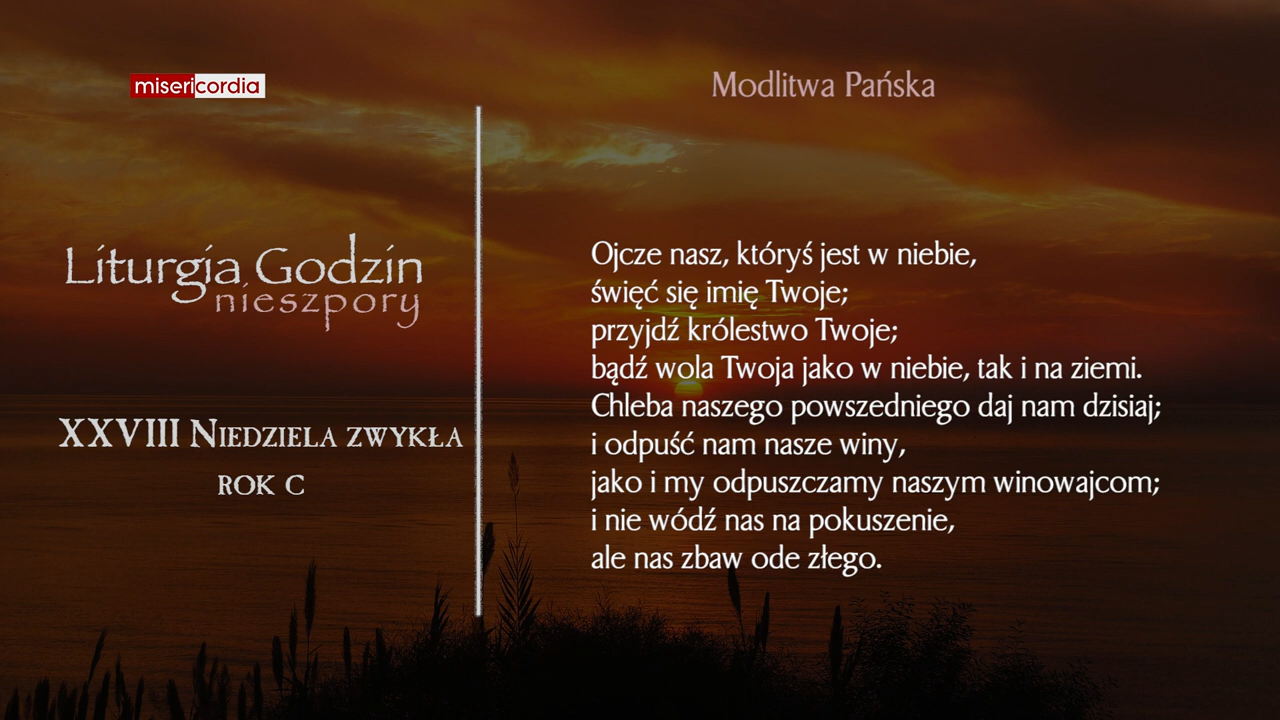 misericordia
Liturgia Godzin
nieszpory
XXVIII Niedziela zwykła
rok C
Modlitwa Pańska
Ojcze nasz, któryś jest w niebie,
święć się imię Twoje;
przyjdź królestwo Twoje;
bądź wola Twoja jako w niebie, tak i na ziemi.
Chleba naszego powszedniego daj nam dzisiaj;
i odpuść nam nasze winy,
jako i my odpuszczamy naszym winowajcom;
i nie wódź nas na pokuszenie,
ale nas zbaw ode złego.